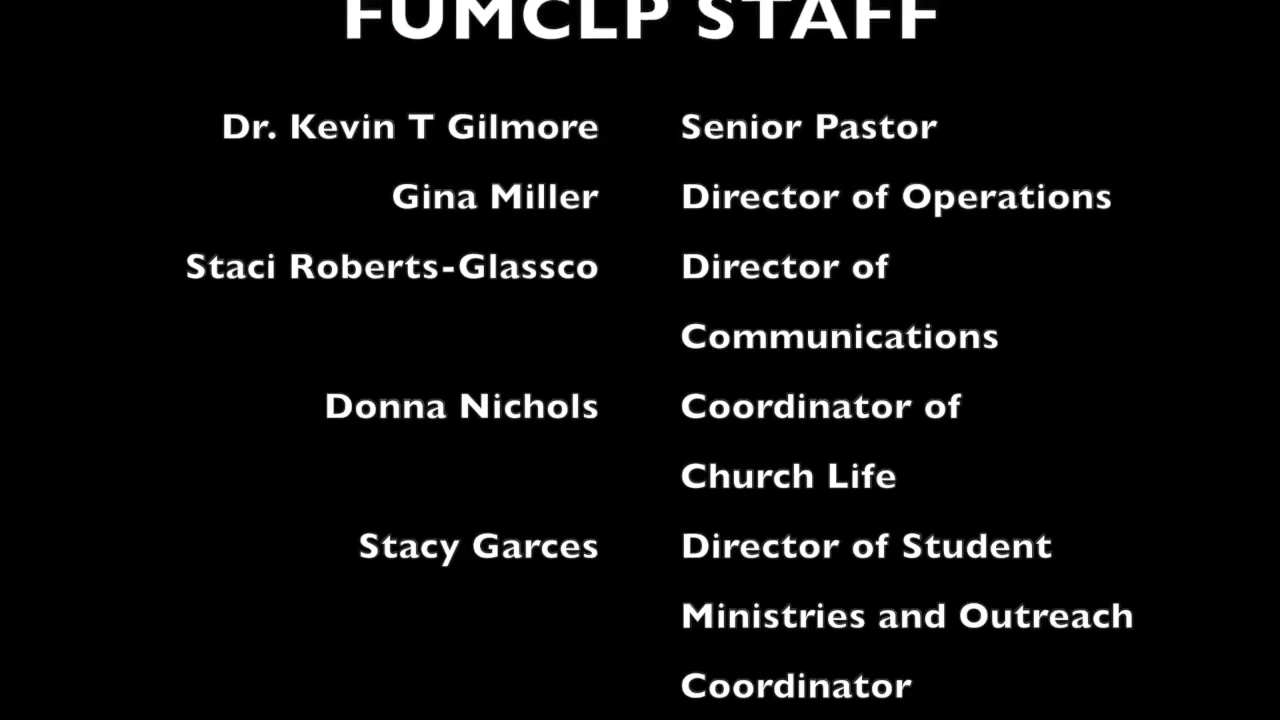 FUMCLP STAFF
Dr. Kevin T Gilmore Senior Pastor
Gina Miller Director of Operations
Staci Roberts-Glassco Director of
Communications
Donna Nichols Coordinator of
Church Life
Stacy Garces Director of Student
Ministries and Outreach
Coordinator